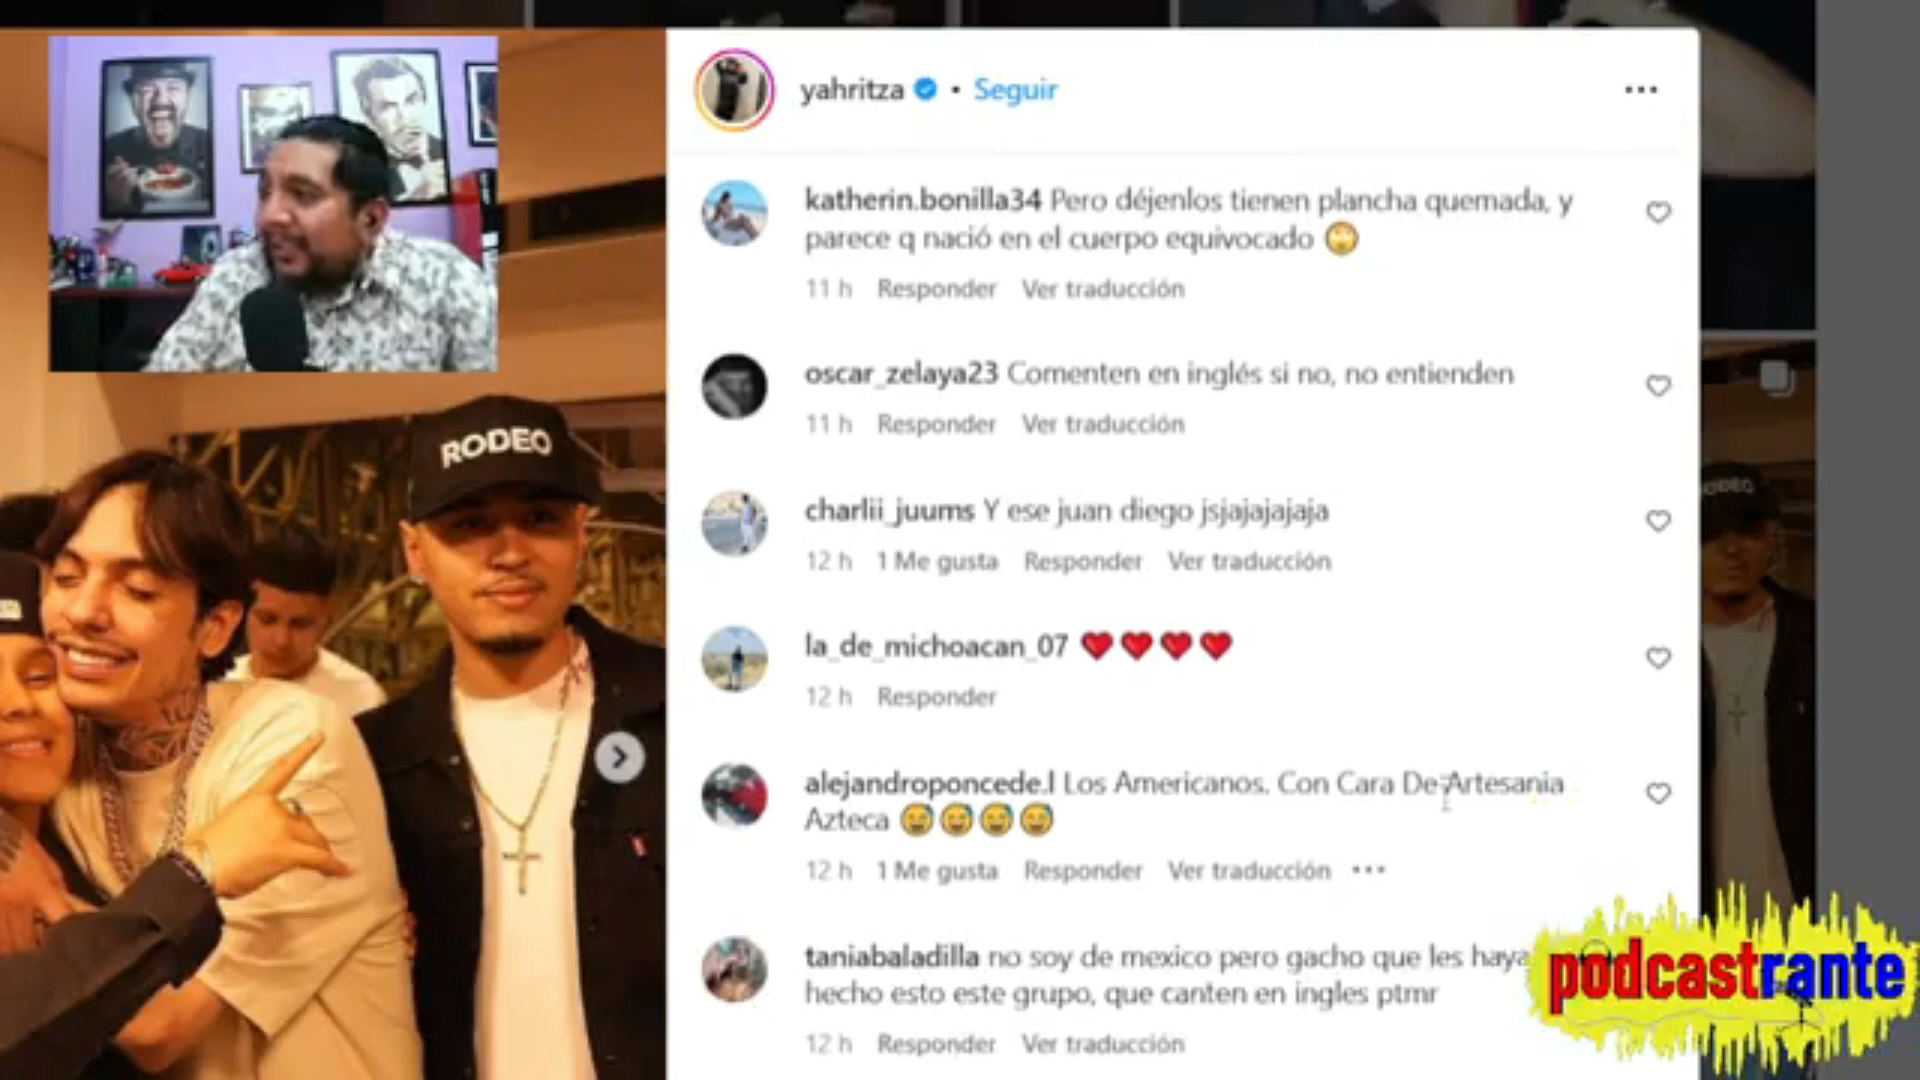 yahritza • Seguir
katherin.bonilla34 Pero déjenlos tienen plancha quemada, y
parece q nació en el cuerpo equivocado
11 h Responder Ver traducción
oscar_zelaya23 Comenten en inglés si no, no entienden
11 h Responder Ver traducción
charlii_juums Y ese juan diego jsjajajajaja
12 h 1 Me gusta Responder Ver traducción
la_de_michoacan_07 ❤❤❤❤
12 h Responder
alejandroponcede.l Los Americanos. Con Cara De Artesania
Azteca 😅😅😅😅
12 h 1 Me gusta Responder Ver traducción
taniabaladilla no soy de mexico pero gacho que les haya
hecho esto este grupo, que canten en ingles ptmr
12 h Responder Ver traducción
RODEO
podcastrante